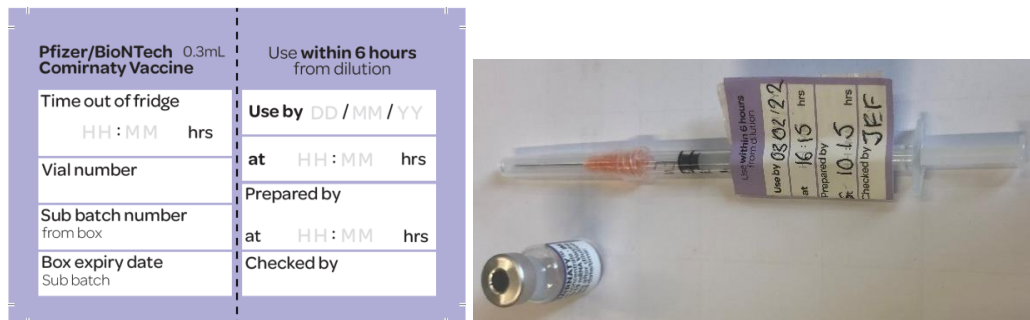 Pfizer/BioNTech 0.3mL
Comirnaty Vaccine
Time out of fridge
HH:MM hrs
Vial number
Sub batch number
from box
Box expiry date
Sub batch
Use within 6 hours
from dilution
Use by DD/MM/YY
at HH:MM hrs
Prepared by
at HH:MM hrs
Checked by
Use within 6 hours
from dilution
Use by 03/02/22
at 16:15 hrs
Prepared by
at 10:15 hrs
Checked by JEF